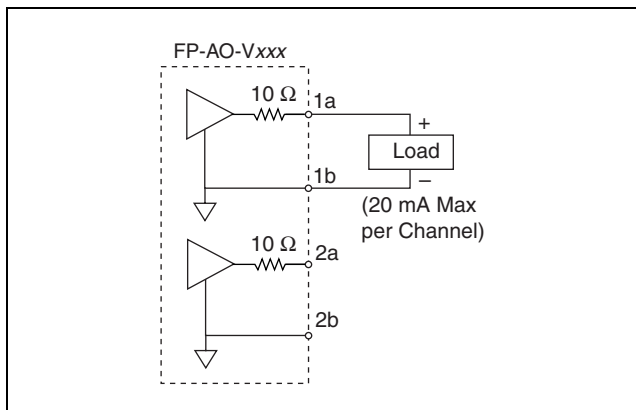 FP-AO-Vxxx
10 Ω
1a
+
Load
1b
–
(20 mA Max
per Channel)
10 Ω
2a
2b